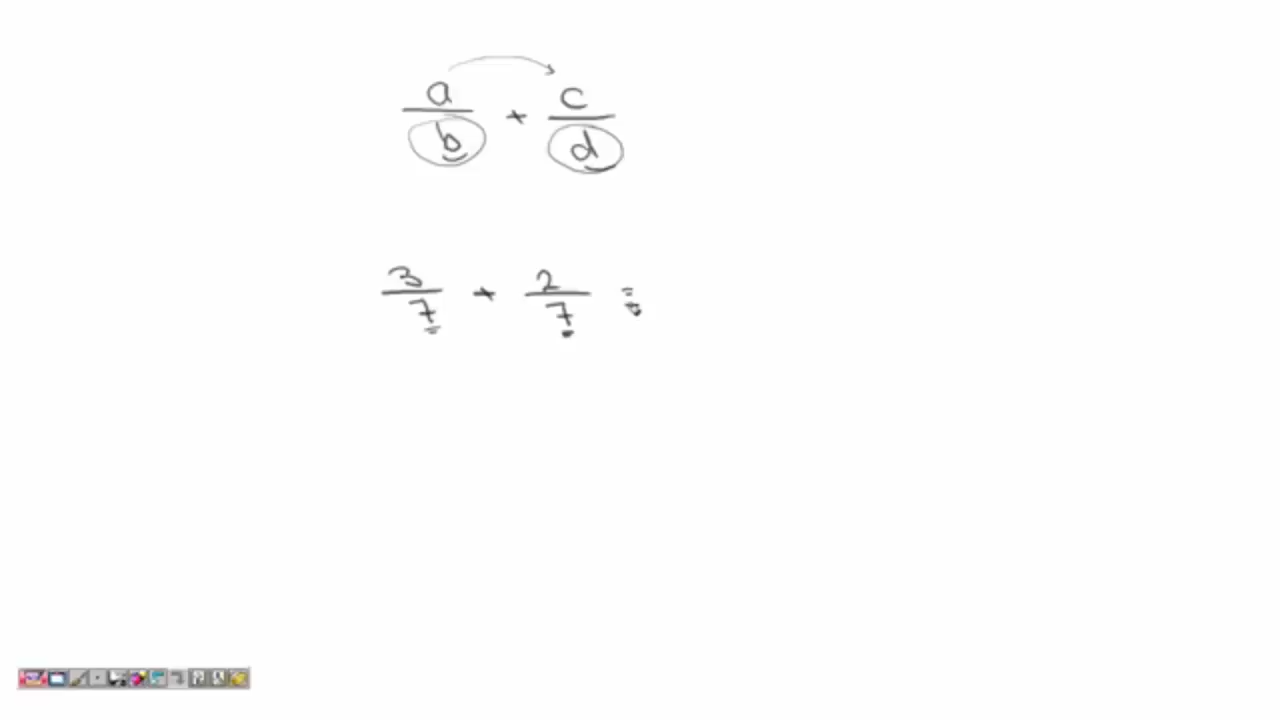 a/b + c/d
3/7 + 2/7 =